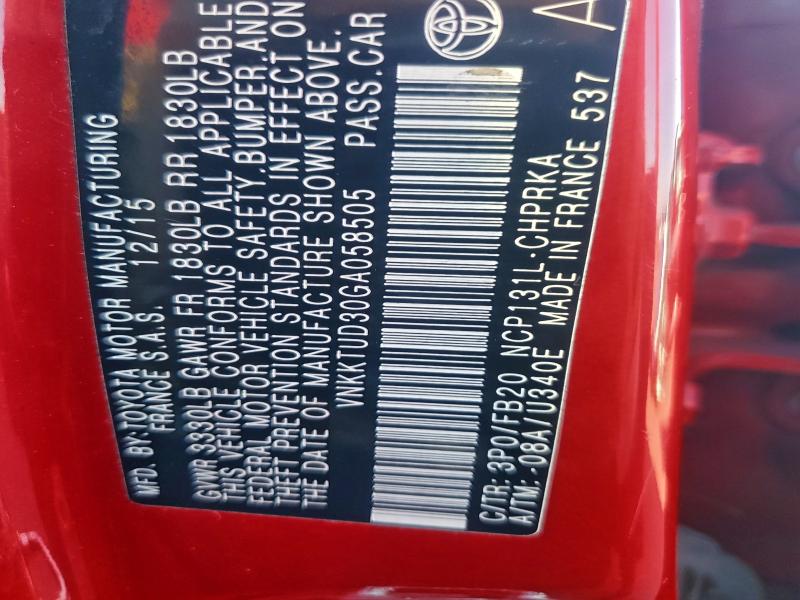 MFD. BY: TOYOTA MOTOR MANUFACTURING
FRANCE S.A.S. 12/15
GVWR 3330LB GAWR FR 1830LB RR 1830LB
THIS VEHICLE CONFORMS TO ALL APPLICABLE
FEDERAL MOTOR VEHICLE SAFETY, BUMPER, AND
THEFT PREVENTION STANDARDS IN EFFECT ON
THE DATE OF MANUFACTURE SHOWN ABOVE.
VNKKTUD30GA058505 PASS. CAR
C/TR: 3P0/FB20 NCP131L-CHPRKA
A/TM: -08A/U340E MADE IN FRANCE 537 A